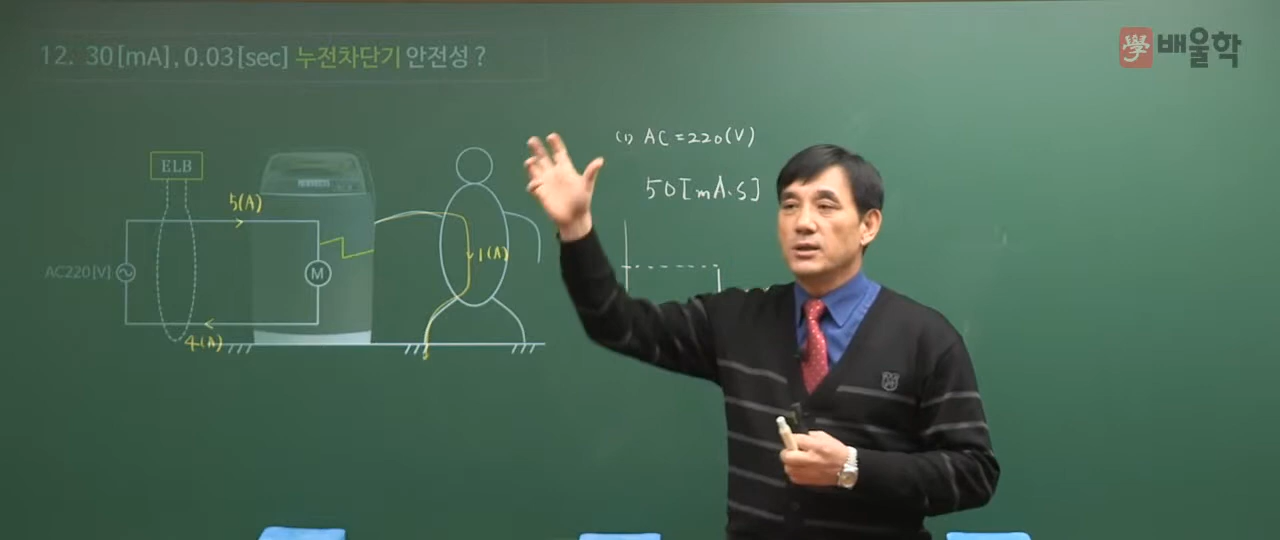 12. 30[mA], 0.03[sec] 누전차단기 안전성?
學 배울학
ELB
5(A)
AC220[V]
M
4(A)
1(A)
(1) AC=220(V)
50[mA·S]